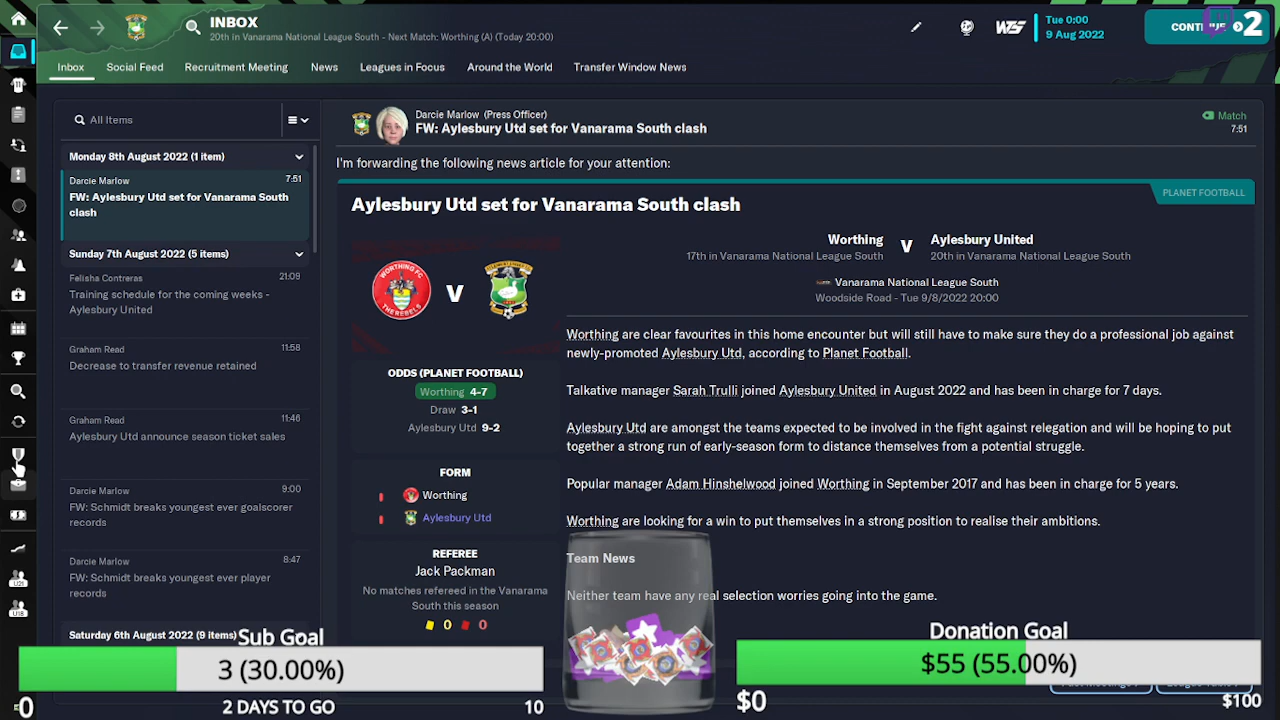 INBOX
20th in Vanarama National League South - Next Match: Worthing (A) (Today 20:00)
Tue 0:00
9 Aug 2022
2
Inbox
Social Feed
Recruitment Meeting
News
Leagues in Focus
Around the World
Transfer Window News
All Items
Monday 8th August 2022 (1 item)
Darcie Marlow
7:51
FW: Aylesbury Utd set for Vanarama South
clash
Sunday 7th August 2022 (5 items)
Felisha Contreras
21:09
Training schedule for the coming weeks -
Aylesbury United
Graham Read
11:58
Decrease to transfer revenue retained
Graham Read
11:46
Aylesbury Utd announce season ticket sales
Darcie Marlow
9:00
FW: Schmidt breaks youngest ever goalscorer
records
Darcie Marlow
8:47
FW: Schmidt breaks youngest ever player
records
Saturday 6th August 2022 (9 items)
Darcie Marlow (Press Officer)
FW: Aylesbury Utd set for Vanarama South clash
Match
7:51
I'm forwarding the following news article for your attention:
PLANET FOOTBALL
Aylesbury Utd set for Vanarama South clash
WORTHING FC
THE REBELS
V
Worthing
V
Aylesbury United
17th in Vanarama National League South
20th in Vanarama National League South
Vanarama National League South
Woodside Road - Tue 9/8/2022 20:00
ODDS (PLANET FOOTBALL)
Worthing 4-7
Draw 3-1
Aylesbury Utd 9-2
FORM
Worthing
Aylesbury Utd
REFEREE
Jack Packman
No matches refereed in the Vanarama
South this season
0
0
Worthing are clear favourites in this home encounter but will still have to make sure they do a professional job against
newly-promoted Aylesbury Utd, according to Planet Football.
Talkative manager Sarah Trulli joined Aylesbury United in August 2022 and has been in charge for 7 days.
Aylesbury Utd are amongst the teams expected to be involved in the fight against relegation and will be hoping to put
together a strong run of early-season form to distance themselves from a potential struggle.
Popular manager Adam Hinshelwood joined Worthing in September 2017 and has been in charge for 5 years.
Worthing are looking for a win to put themselves in a strong position to realise their ambitions.
Team News
Neither team have any real selection worries going into the game.
U21
U18
Sub Goal
3 (30.00%)
0
2 DAYS TO GO
10
Donation Goal
$55 (55.00%)
$0
$100